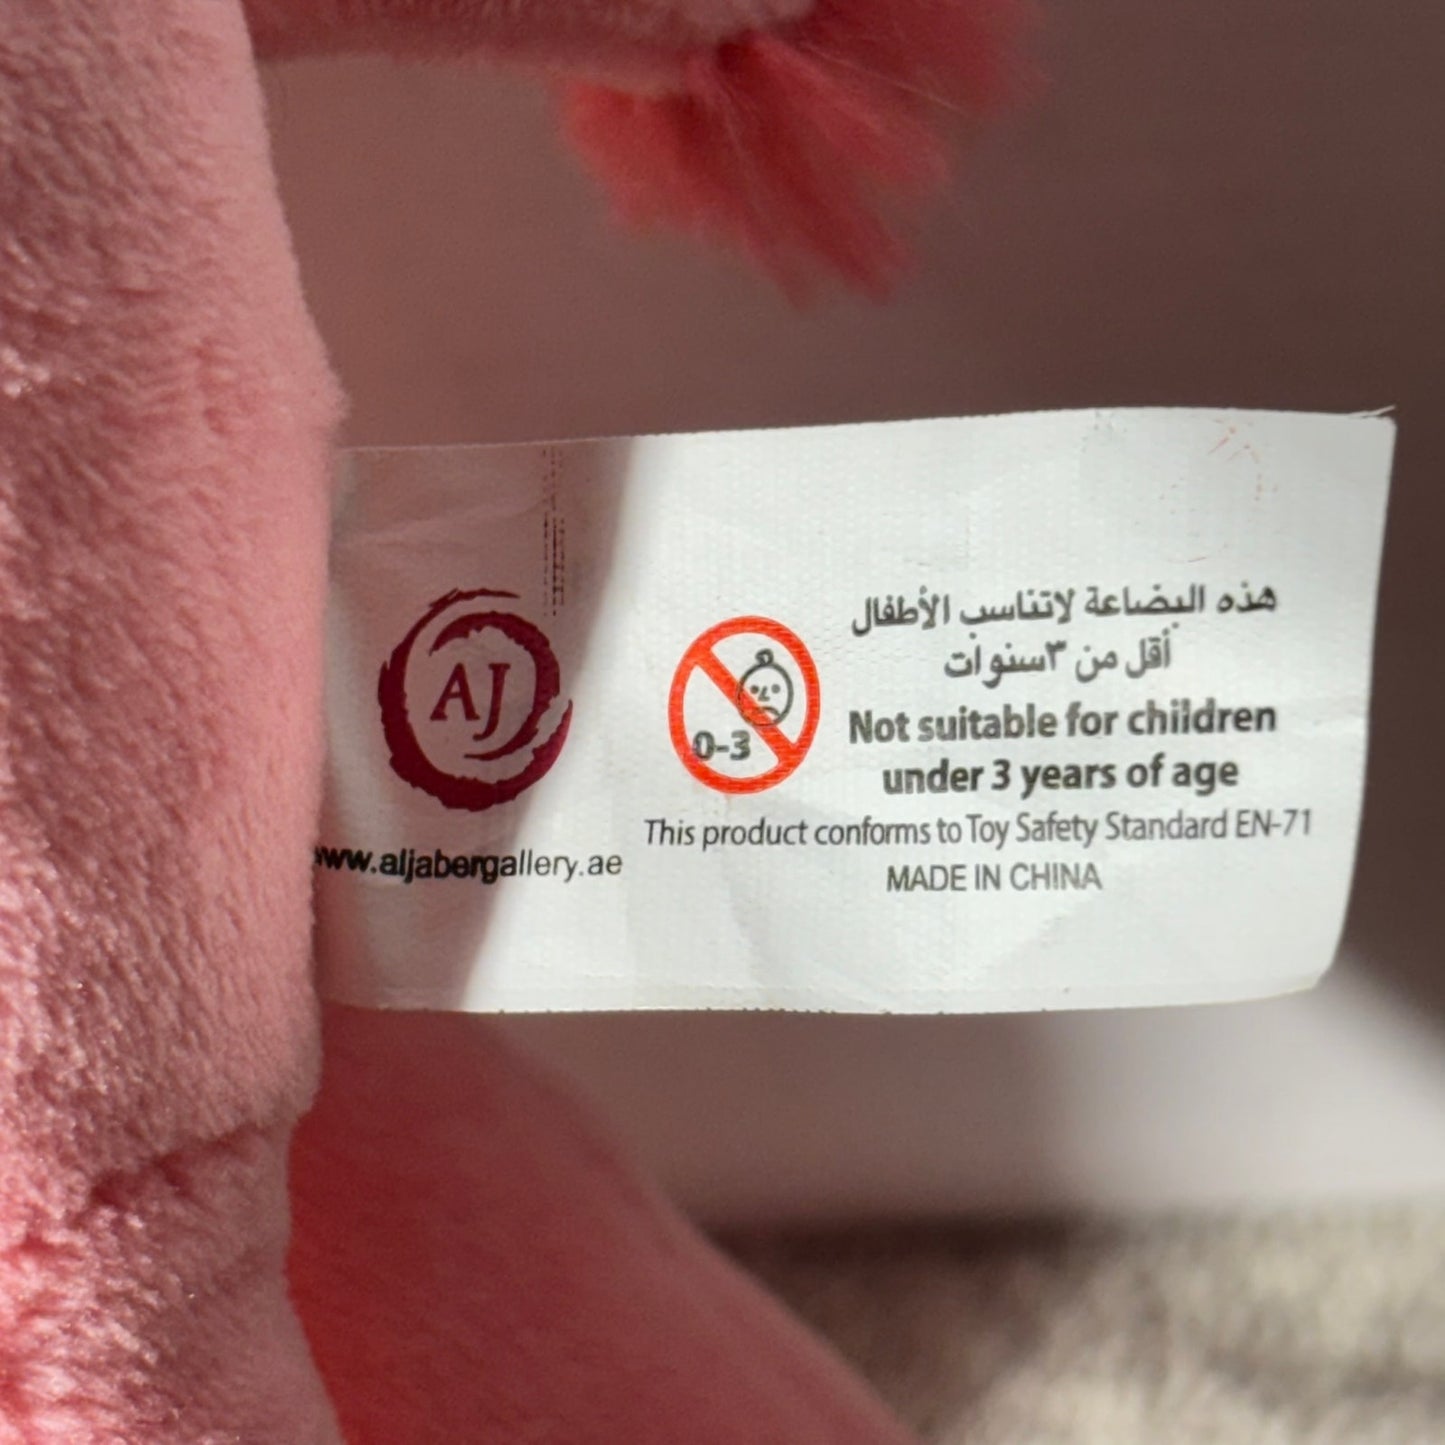 AJ
www.aljabergallery.ae
0-3
هذه البضاعة لاتناسب الأطفال
أقل من ٣سنوات
Not suitable for children
under 3 years of age
This product conforms to Toy Safety Standard EN-71
MADE IN CHINA